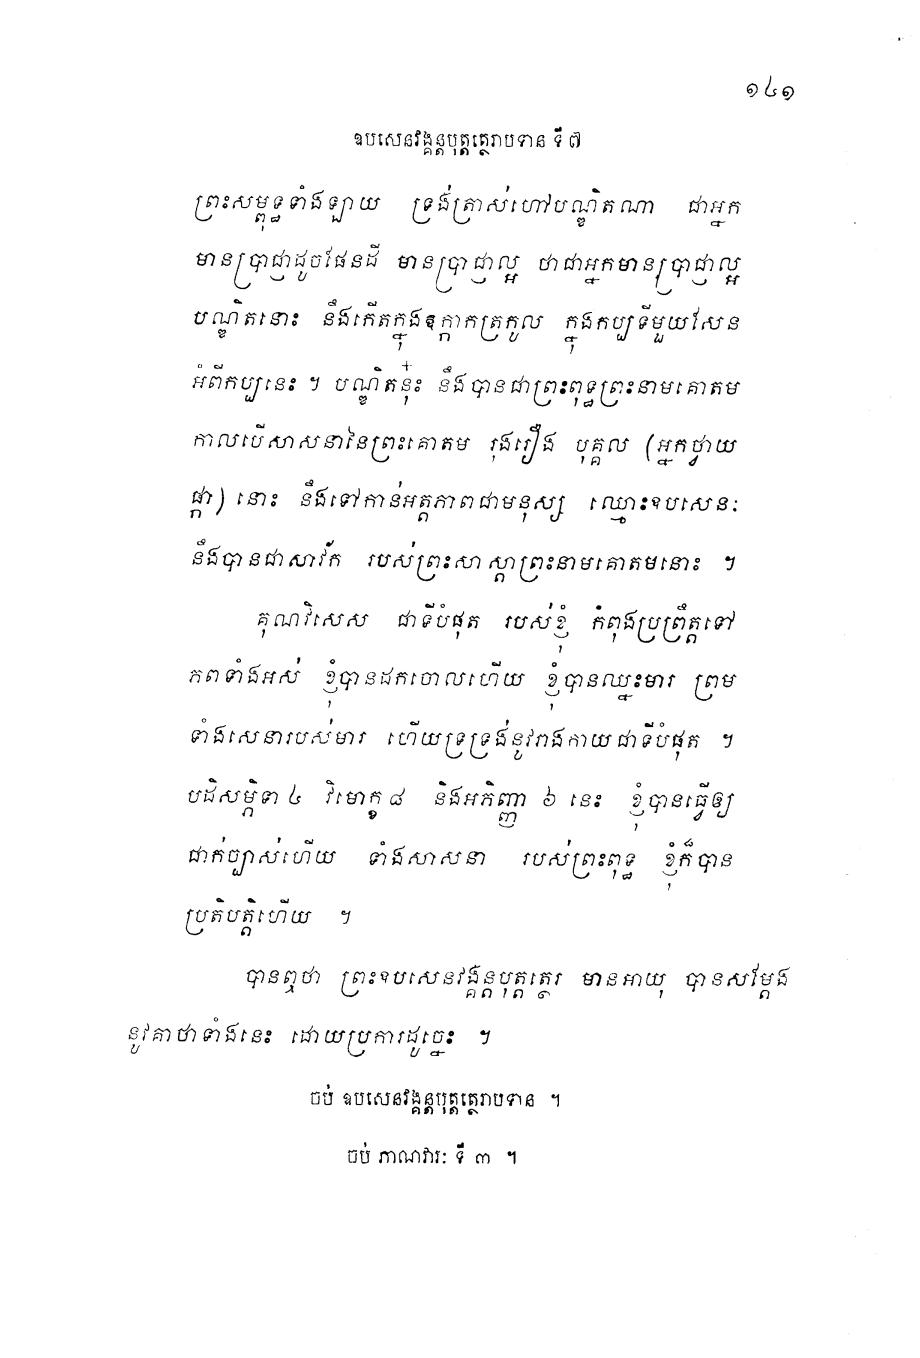 ១៤១
ឧបសេនវង្គន្តបុត្តត្ថេរាបទាន ទី ៧
ព្រះសម្ពុទ្ធទាំងឡាយ ទ្រង់ត្រាស់ហៅបណ្ឌិតណា ជាអ្នក
មានប្រាជ្ញាដូចផែនដី មានប្រាជ្ញាល្អ ថាជាអ្នកមានប្រាជ្ញាល្អ
បណ្ឌិតនោះ នឹងកើតក្នុងឧក្កាកត្រកូល ក្នុងកប្បទីមួយសែន
អំពីកប្បនេះ ។ បណ្ឌិតនុ៎ះ នឹងបានជាព្រះពុទ្ធព្រះនាមគោតម
កាលបើសាសនានៃព្រះគោតម រុងរឿង បុគ្គល (អ្នកថ្វាយ
ផ្កា) នោះ នឹងទៅកាន់អត្តភាពជាមនុស្ស ឈ្មោះឧបសេនៈ
នឹងបានជាសាវ័ក របស់ព្រះសាស្តាព្រះនាមគោតមនោះ ។
គុណវិសេស ជាទីបំផុត របស់ខ្ញុំ កំពុងប្រព្រឹត្តទៅ
ភពទាំងអស់ ខ្ញុំបានដកចោលហើយ ខ្ញុំបានឈ្នះមារ ព្រម
ទាំងសេនារបស់មារ ហើយទ្រទ្រង់នូវរាងកាយជាទីបំផុត ។
បដិសម្ភិទា ៤ វិមោក្ខ ៨ និងអភិញ្ញា ៦ នេះ ខ្ញុំបានធ្វើឲ្យ
ជាក់ច្បាស់ហើយ ទាំងសាសនា របស់ព្រះពុទ្ធ ខ្ញុំក៏បាន
ប្រតិបត្តិហើយ ។
បានឮថា ព្រះឧបសេនវង្គន្តបុត្តត្ថេរ មានអាយុ បានសម្តែង
នូវគាថាទាំងនេះ ដោយប្រការដូច្នេះ ។
ចប់ ឧបសេនវង្គន្តបុត្តត្ថេរាបទាន ។
ចប់ ភាណវារៈ ទី ៣ ។